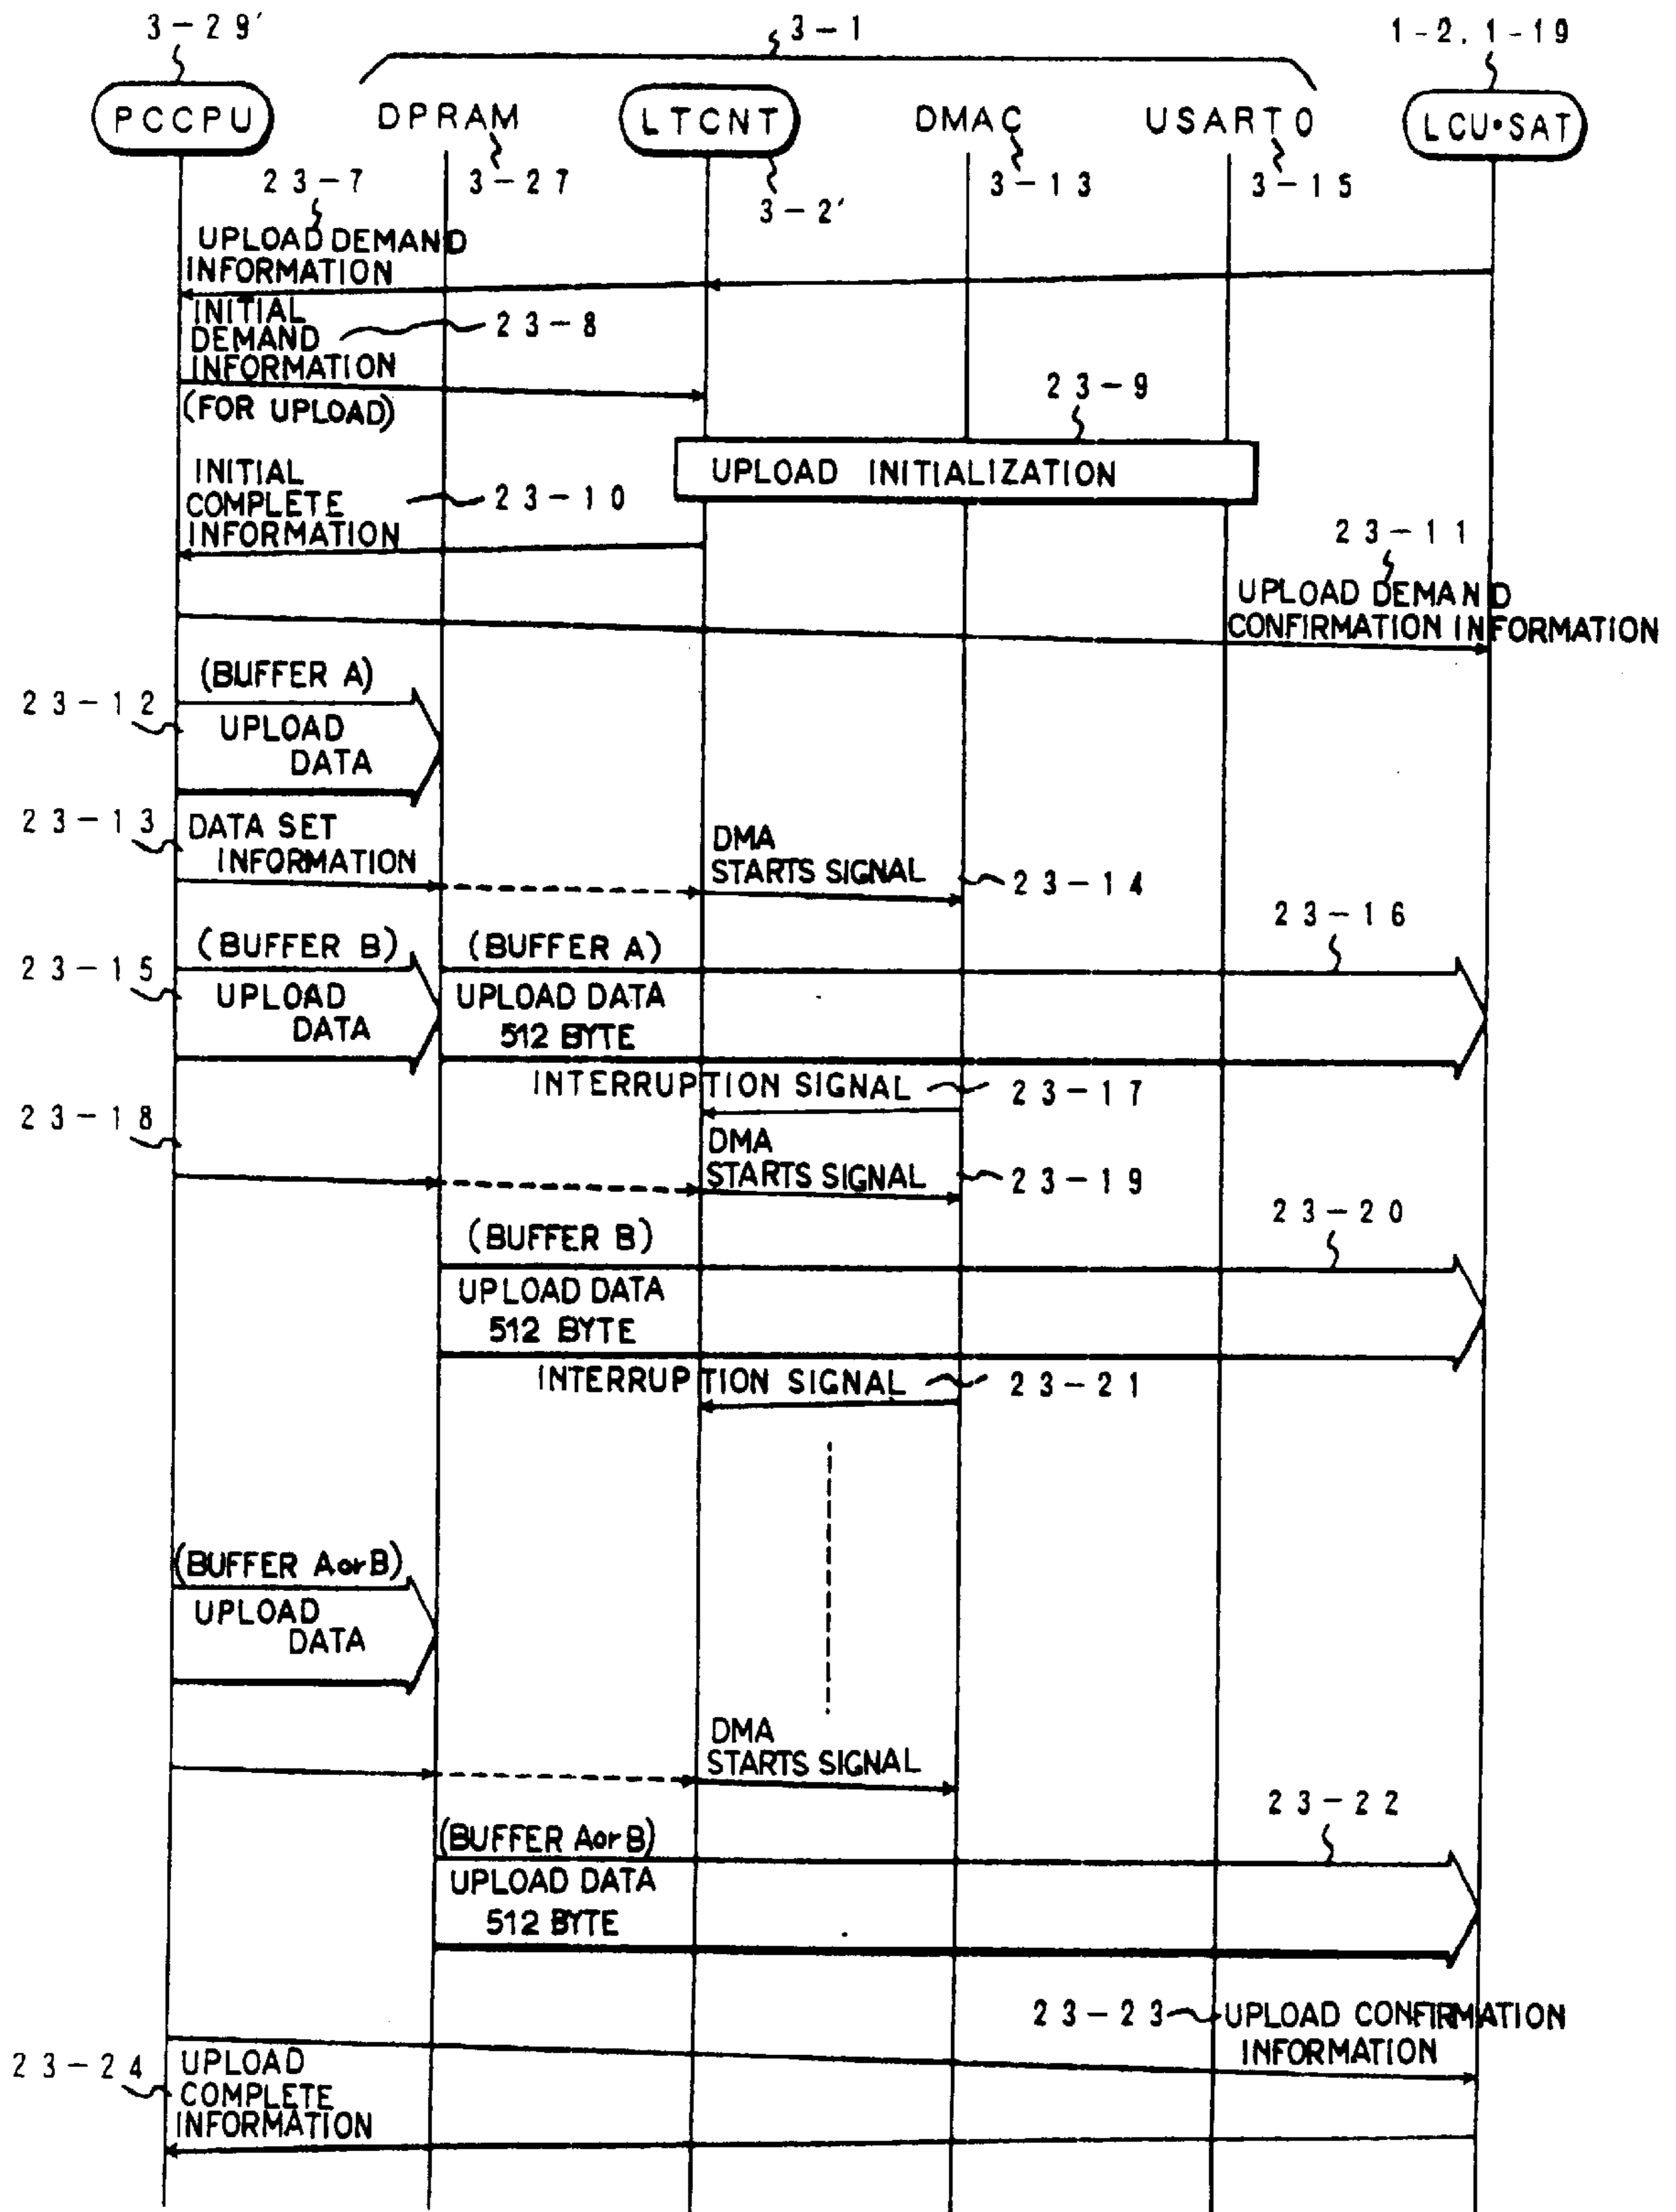 3-29'
3-1
1-2, 1-19
PCCPU
DPRAM
LTCNT
DMAC
USART0
LCU•SAT
3-27
3-2'
3-13
3-15
23-7
UPLOAD DEMAND
INFORMATION
INITIAL
DEMAND
INFORMATION
23-8
(FOR UPLOAD)
23-9
UPLOAD INITIALIZATION
INITIAL
COMPLETE
INFORMATION
23-10
23-11
UPLOAD DEMAND
CONFIRMATION INFORMATION
(BUFFER A)
23-12
UPLOAD
DATA
23-13
DATA SET
INFORMATION
DMA
STARTS SIGNAL
23-14
23-16
(BUFFER B)
(BUFFER A)
23-15
UPLOAD
DATA
UPLOAD DATA
512 BYTE
INTERRUPTION SIGNAL
23-17
23-18
DMA
STARTS SIGNAL
23-19
23-20
(BUFFER B)
UPLOAD DATA
512 BYTE
INTERRUPTION SIGNAL
23-21
(BUFFER A or B)
UPLOAD
DATA
DMA
STARTS SIGNAL
23-22
(BUFFER A or B)
UPLOAD DATA
512 BYTE
23-23
UPLOAD CONFIRMATION
INFORMATION
23-24
UPLOAD
COMPLETE
INFORMATION